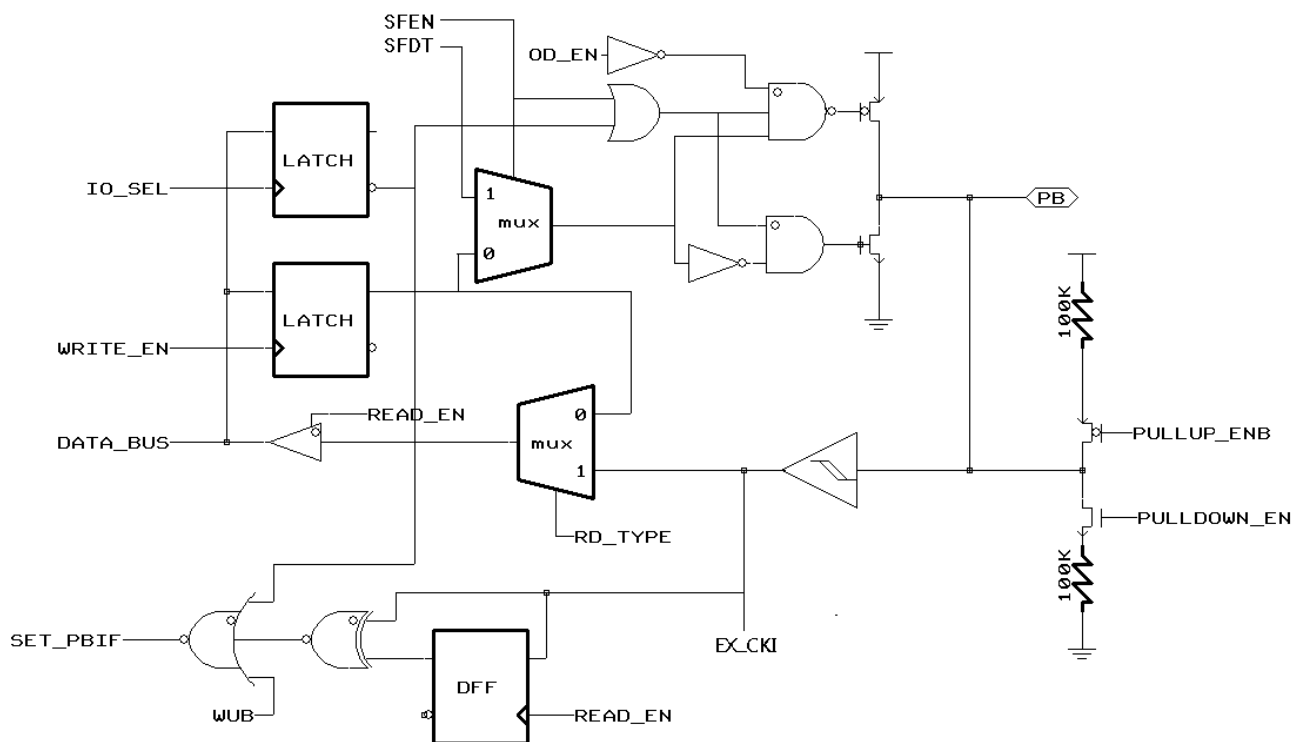 SFEN
SFDT
OD_EN
LATCH
IO_SEL
1
mux
0
PB
LATCH
WRITE_EN
100K
READ_EN
0
DATA_BUS
mux
1
PULLUP_ENB
PULLDOWN_EN
RD_TYPE
100K
SET_PBIF
EX_CKI
DFF
WUB
READ_EN